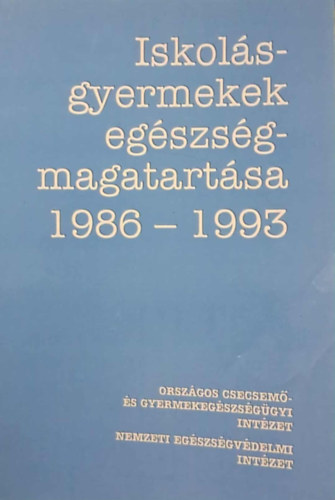 Iskolás-
gyermekek
egészség-
magatartása
1986 – 1993
ORSZÁGOS CSECSEMŐ-
ÉS GYERMEKEGÉSZSÉGÜGYI
INTÉZET
NEMZETI EGÉSZSÉGVÉDELMI
INTÉZET